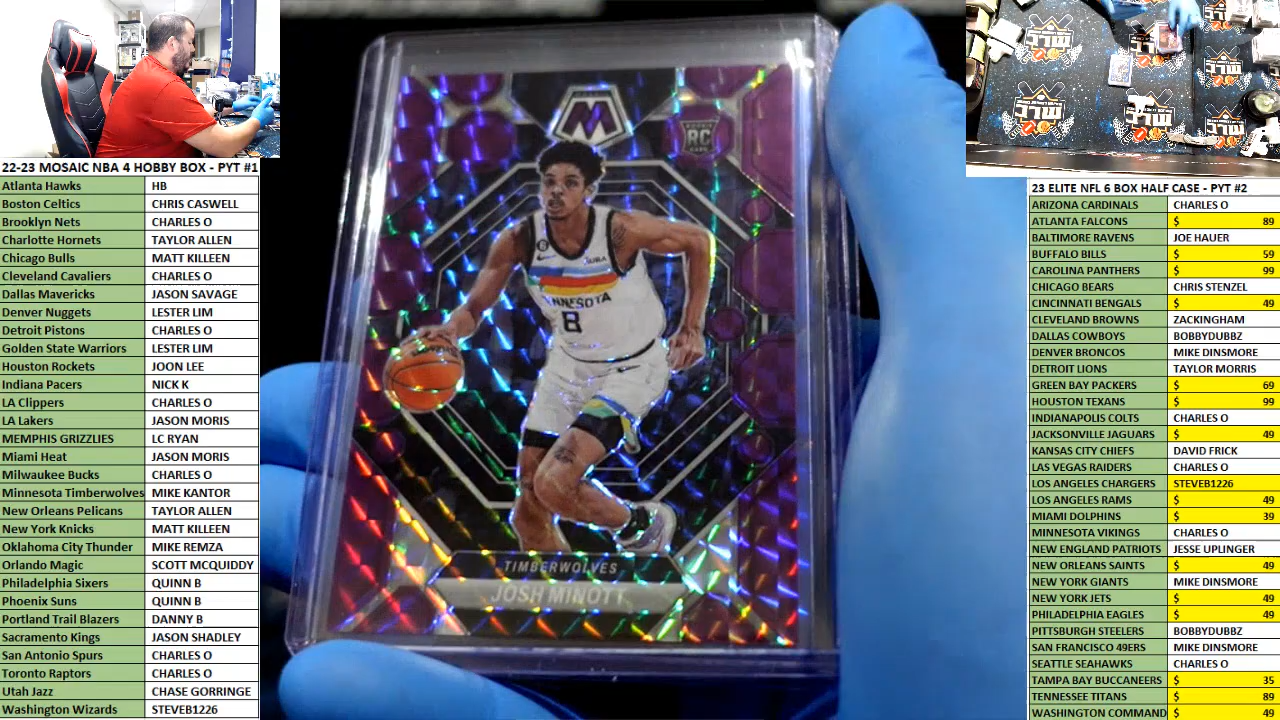 22-23 MOSAIC NBA 4 HOBBY BOX - PYT #1
Atlanta Hawks HB
Boston Celtics CHRIS CASWELL
Brooklyn Nets CHARLES O
Charlotte Hornets TAYLOR ALLEN
Chicago Bulls MATT KILLEEN
Cleveland Cavaliers CHARLES O
Dallas Mavericks JASON SAVAGE
Denver Nuggets LESTER LIM
Detroit Pistons CHARLES O
Golden State Warriors LESTER LIM
Houston Rockets JOON LEE
Indiana Pacers NICK K
LA Clippers CHARLES O
LA Lakers JASON MORIS
MEMPHIS GRIZZLIES LC RYAN
Miami Heat JASON MORIS
Milwaukee Bucks CHARLES O
Minnesota Timberwolves MIKE KANTOR
New Orleans Pelicans TAYLOR ALLEN
New York Knicks MATT KILLEEN
Oklahoma City Thunder MIKE REMZA
Orlando Magic SCOTT MCQUIDDY
Philadelphia Sixers QUINN B
Phoenix Suns QUINN B
Portland Trail Blazers DANNY B
Sacramento Kings JASON SHADLEY
San Antonio Spurs CHARLES O
Toronto Raptors CHARLES O
Utah Jazz CHASE GORRINGE
Washington Wizards STEVEB1226
M
RC
NNESOTA
8
TIMBERWOLVES
JOSH MINOTT
23 ELITE NFL 6 BOX HALF CASE - PYT #2
ARIZONA CARDINALS CHARLES O
ATLANTA FALCONS $ 89
BALTIMORE RAVENS JOE HAUER
BUFFALO BILLS $ 59
CAROLINA PANTHERS $ 99
CHICAGO BEARS CHRIS STENZEL
CINCINNATI BENGALS $ 49
CLEVELAND BROWNS ZACKINGHAM
DALLAS COWBOYS BOBBYDUBBZ
DENVER BRONCOS MIKE DINSMORE
DETROIT LIONS TAYLOR MORRIS
GREEN BAY PACKERS $ 69
HOUSTON TEXANS $ 99
INDIANAPOLIS COLTS CHARLES O
JACKSONVILLE JAGUARS $ 49
KANSAS CITY CHIEFS DAVID FRICK
LAS VEGAS RAIDERS CHARLES O
LOS ANGELES CHARGERS STEVEB1226
LOS ANGELES RAMS $ 49
MIAMI DOLPHINS $ 39
MINNESOTA VIKINGS CHARLES O
NEW ENGLAND PATRIOTS JESSE UPLINGER
NEW ORLEANS SAINTS $ 49
NEW YORK GIANTS MIKE DINSMORE
NEW YORK JETS $ 49
PHILADELPHIA EAGLES $ 49
PITTSBURGH STEELERS BOBBYDUBBZ
SAN FRANCISCO 49ERS MIKE DINSMORE
SEATTLE SEAHAWKS CHARLES O
TAMPA BAY BUCCANEERS $ 35
TENNESSEE TITANS $ 89
WASHINGTON COMMAND $ 49